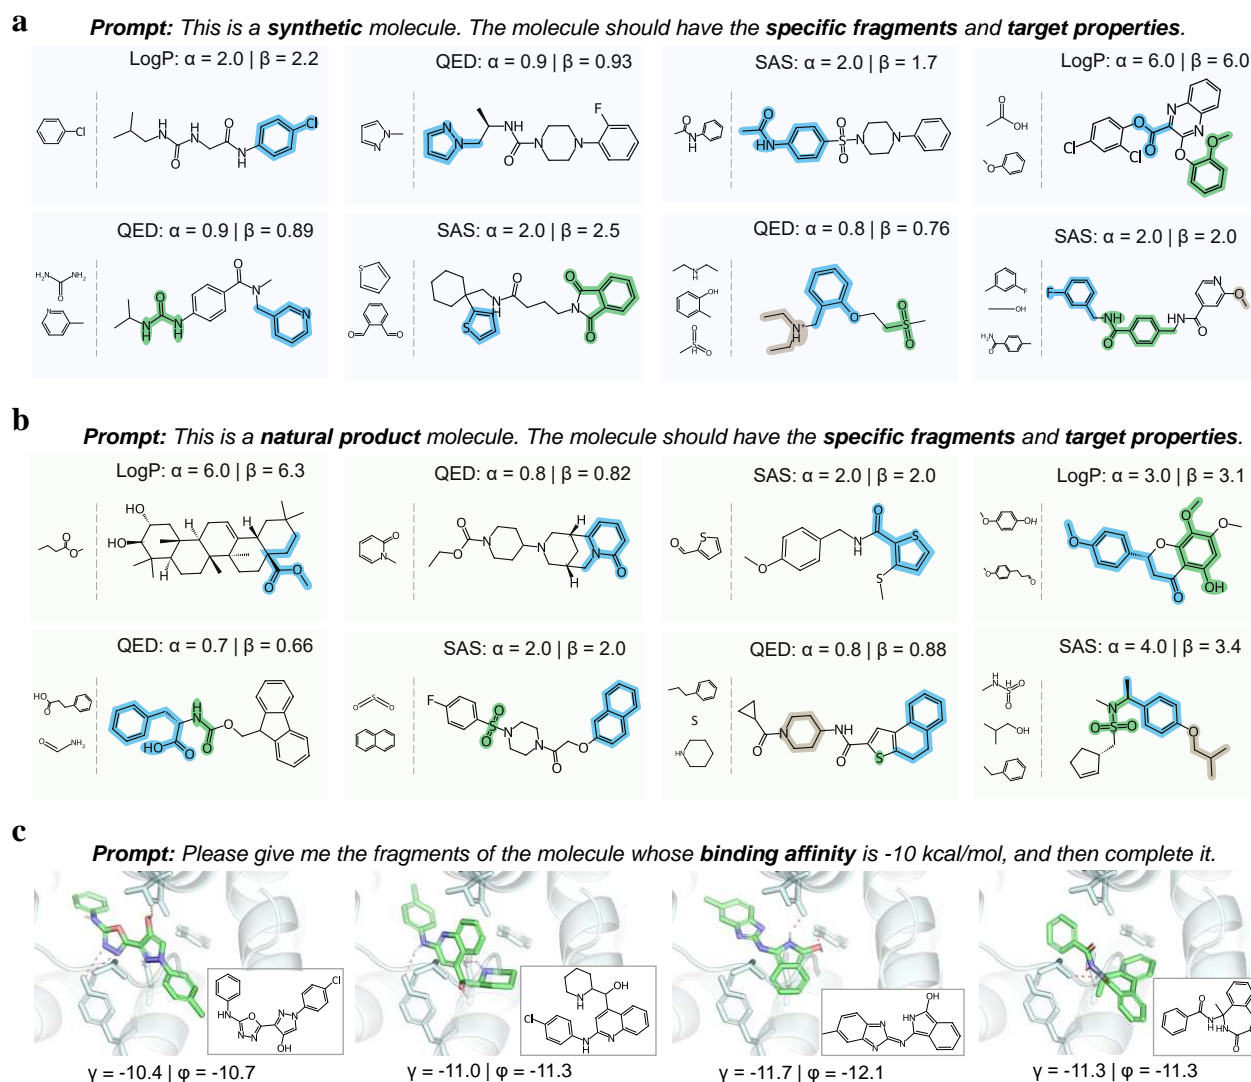 a
Prompt: This is a synthetic molecule. The molecule should have the specific fragments and target properties.
LogP: α = 2.0 | β = 2.2
QED: α = 0.9 | β = 0.93
SAS: α = 2.0 | β = 1.7
LogP: α = 6.0 | β = 6.0
QED: α = 0.9 | β = 0.89
SAS: α = 2.0 | β = 2.5
QED: α = 0.8 | β = 0.76
SAS: α = 2.0 | β = 2.0
b
Prompt: This is a natural product molecule. The molecule should have the specific fragments and target properties.
LogP: α = 6.0 | β = 6.3
QED: α = 0.8 | β = 0.82
SAS: α = 2.0 | β = 2.0
LogP: α = 3.0 | β = 3.1
QED: α = 0.7 | β = 0.66
SAS: α = 2.0 | β = 2.0
QED: α = 0.8 | β = 0.88
SAS: α = 4.0 | β = 3.4
c
Prompt: Please give me the fragments of the molecule whose binding affinity is -10 kcal/mol, and then complete it.
γ = -10.4 | φ = -10.7
γ = -11.0 | φ = -11.3
γ = -11.7 | φ = -12.1
γ = -11.3 | φ = -11.3